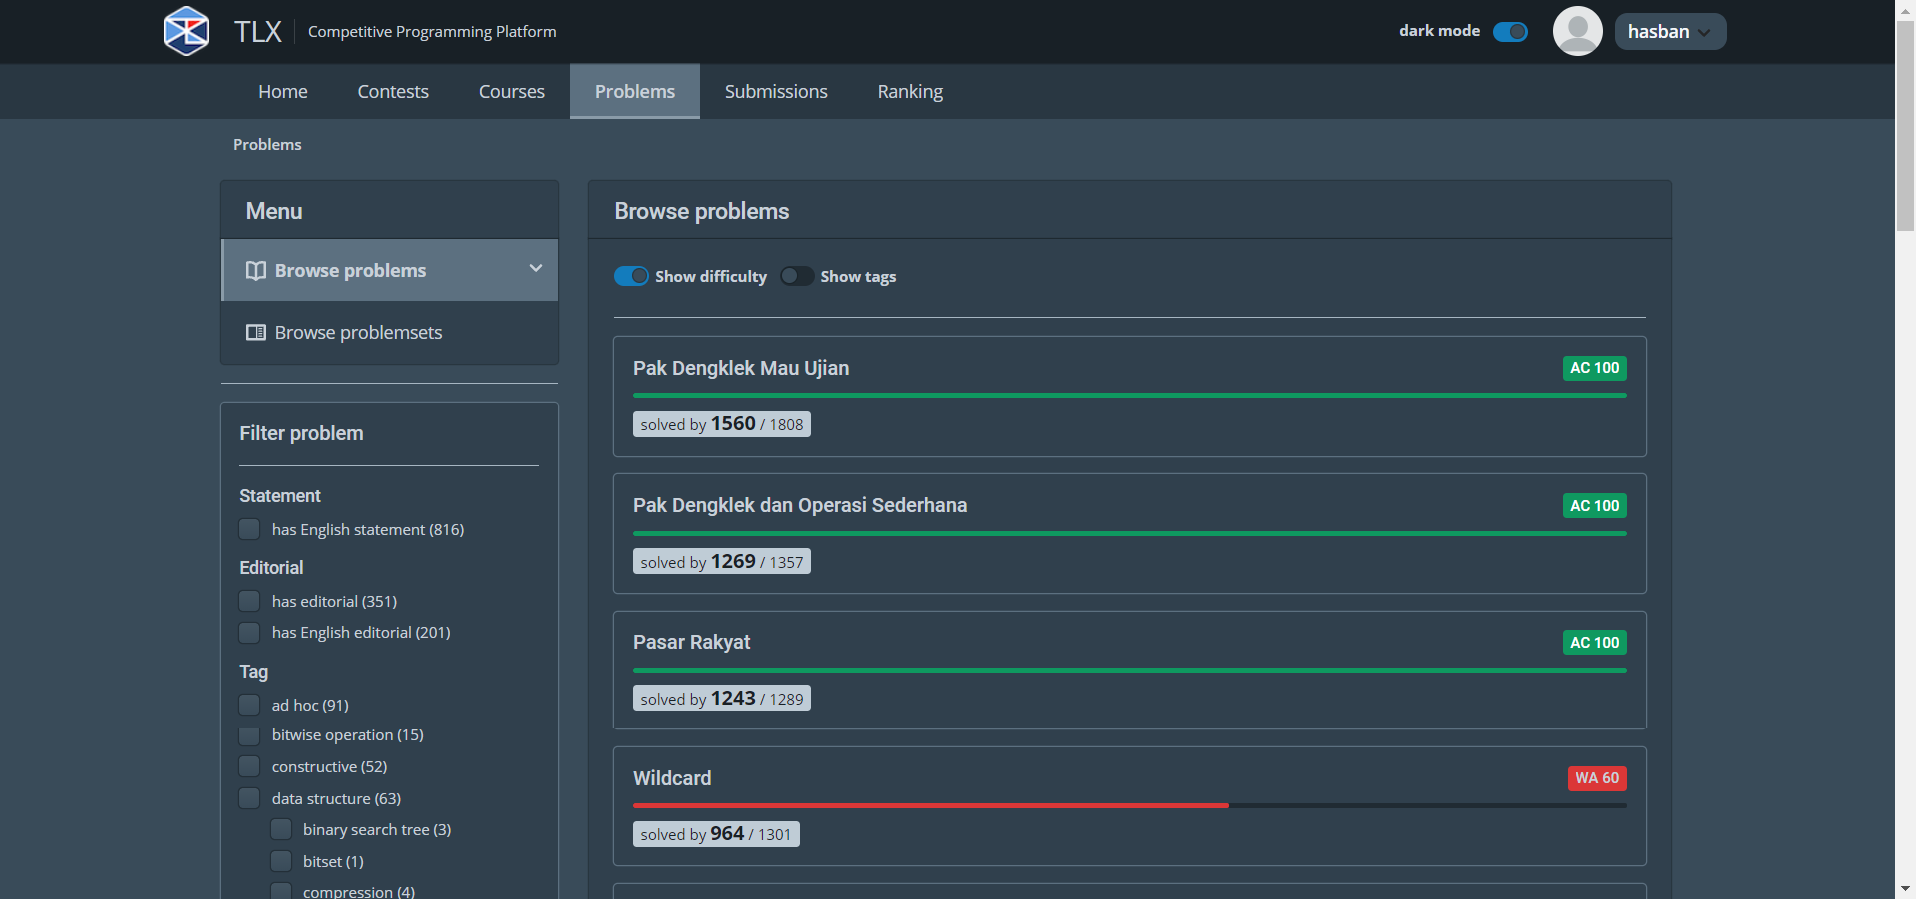 TLX Competitive Programming Platform
dark mode
hasban
Home Contests Courses Problems Submissions Ranking
Problems
Menu
Browse problems
Browse problemsets
Filter problem
Statement
has English statement (816)
Editorial
has editorial (351)
has English editorial (201)
Tag
ad hoc (91)
bitwise operation (15)
constructive (52)
data structure (63)
binary search tree (3)
bitset (1)
compression (4)
Browse problems
Show difficulty Show tags
Pak Dengklek Mau Ujian AC 100
solved by 1560 / 1808
Pak Dengklek dan Operasi Sederhana AC 100
solved by 1269 / 1357
Pasar Rakyat AC 100
solved by 1243 / 1289
Wildcard WA 60
solved by 964 / 1301